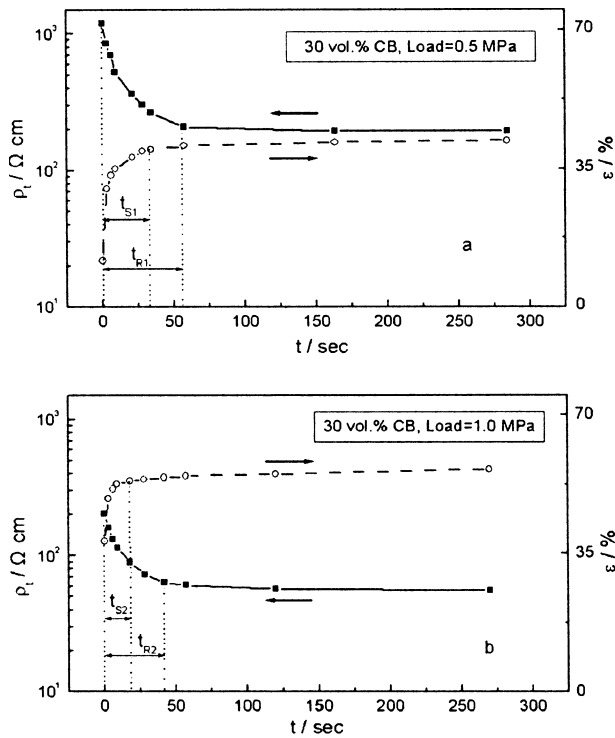 30 vol.% CB, Load=0.5 MPa
10³
10²
10¹
ρt / Ω cm
70
35
0
ε / %
tS1
tR1
a
0 50 100 150 200 250 300
t / sec
30 vol.% CB, Load=1.0 MPa
10³
10²
10¹
ρt / Ω cm
70
35
0
ε / %
tS2
tR2
b
0 50 100 150 200 250 300
t / sec